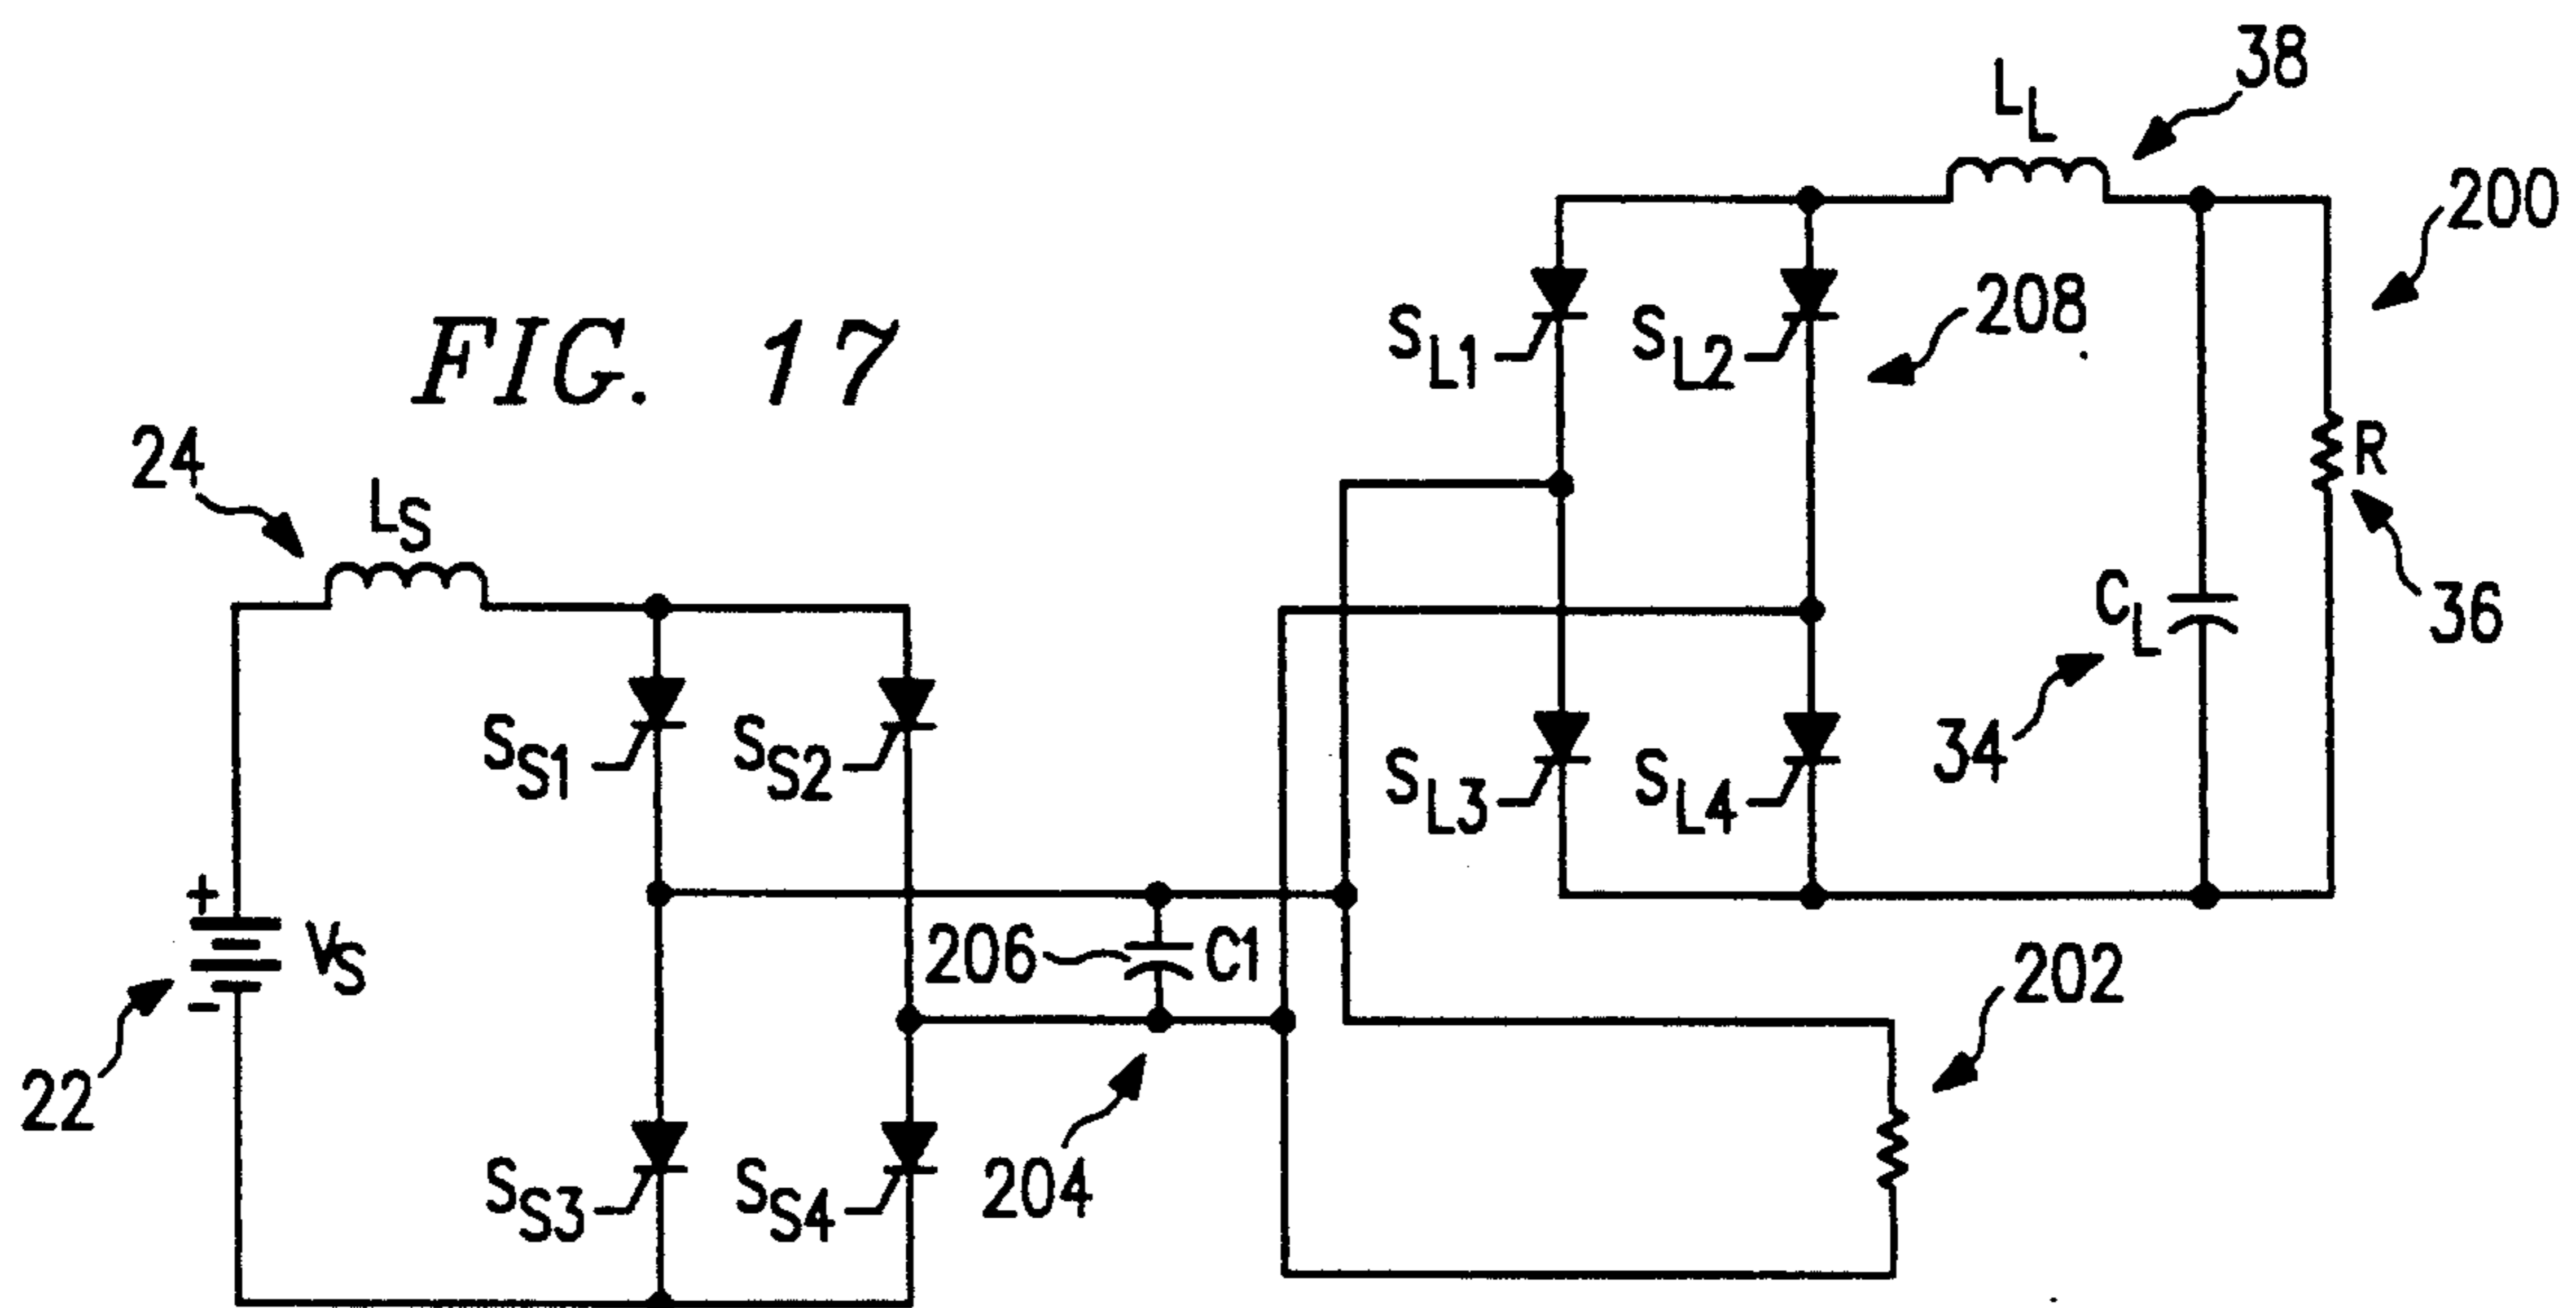 FIG. 17
38
L_L
200
S_L1
S_L2
208
24
L_S
R
36
C_L
34
S_S1
S_S2
S_L3
S_L4
+
V_S
-
22
206
C1
202
204
S_S3
S_S4